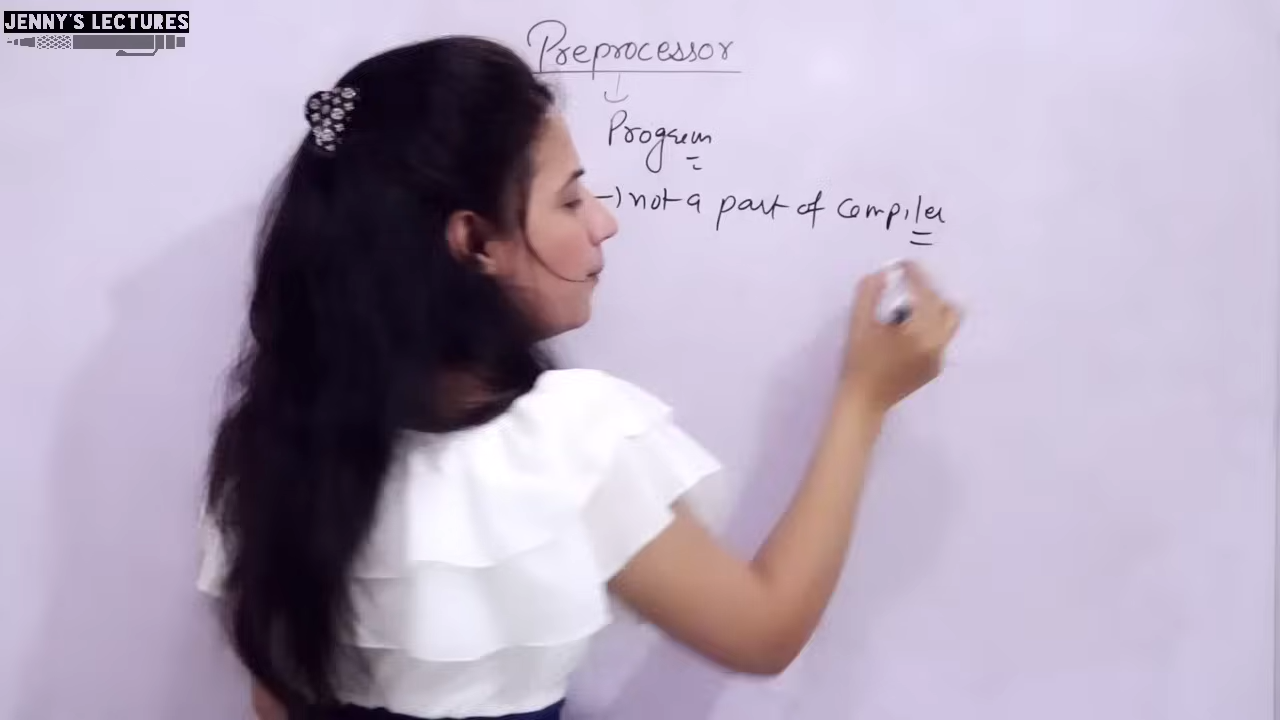 JENNY'S LECTURES
Preprocessor
Program
→ not a part of compiler